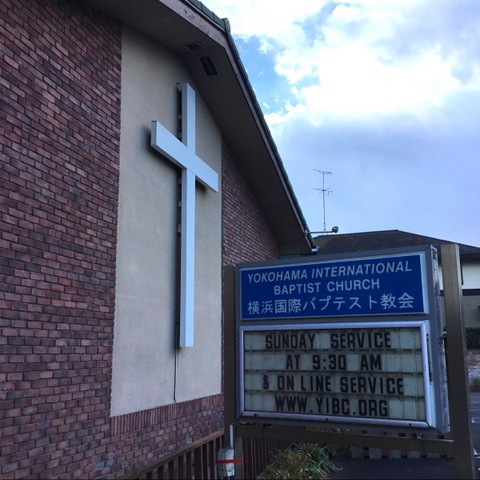 YOKOHAMA INTERNATIONAL
BAPTIST CHURCH
横浜国際バプテスト教会
SUNDAY SERVICE
AT 9:30 AM
& ON LINE SERVICE
WWW.YIBC.ORG